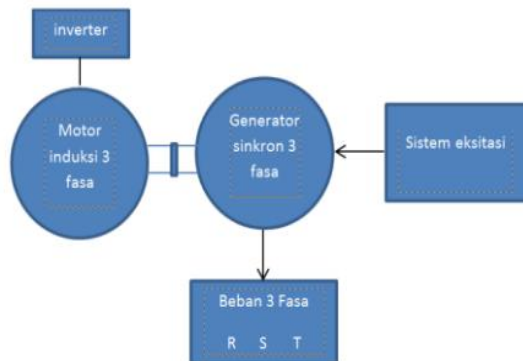 inverter
Motor
induksi 3
fasa
Generator
sinkron 3
fasa
Sistem eksitasi
Beban 3 Fasa
R S T